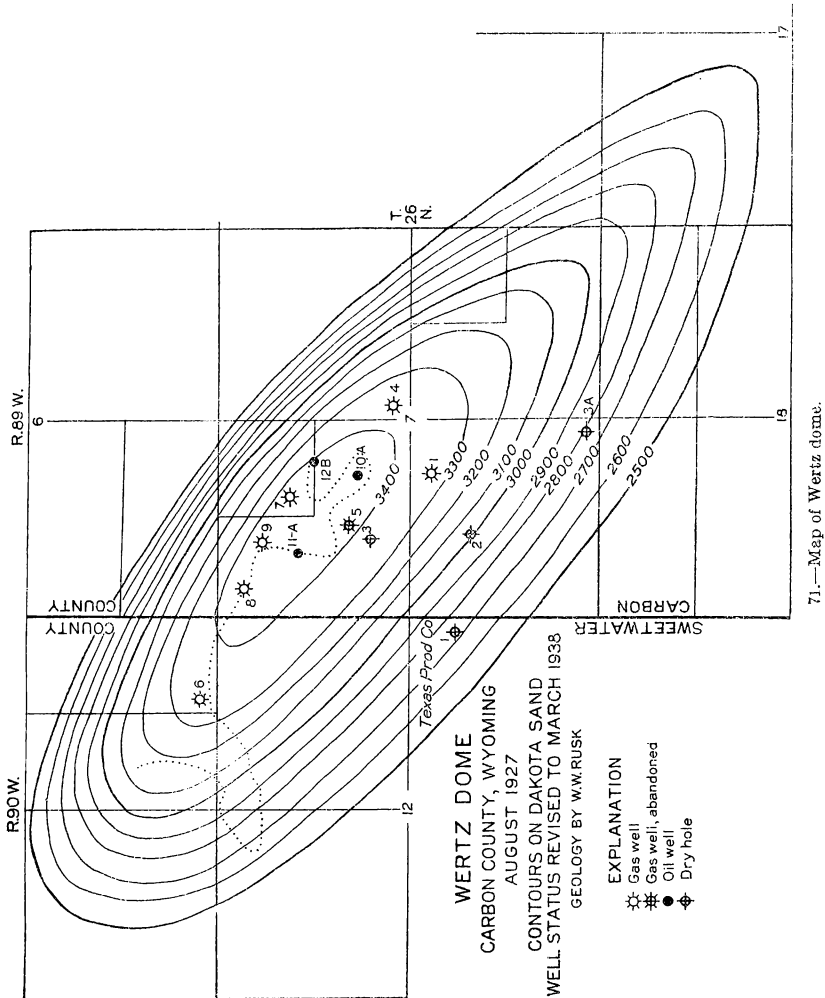 R.90 W.
R.89 W.
6
T.
26
N.
COUNTY
COUNTY
6
8
9
7
11-A
12B
10A
5
3
4
7
1
2
3A
1
Texas Prod Co
12
17
18
3400
3300
3200
3100
3000
2900
2800
2700
2600
2500
SWEETWATER
CARBON
WERTZ DOME
CARBON COUNTY, WYOMING
AUGUST 1927
CONTOURS ON DAKOTA SAND
WELL STATUS REVISED TO MARCH 1938
GEOLOGY BY W.W. RUSK
EXPLANATION
Gas well
Gas well, abandoned
Oil well
Dry hole
71.—Map of Wertz dome.